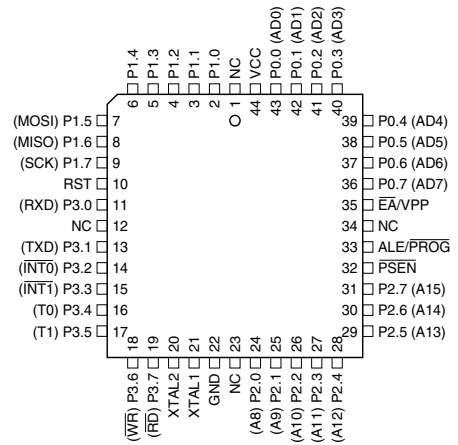 P1.4
P1.3
P1.2
P1.1
P1.0
NC
VCC
P0.0 (AD0)
P0.1 (AD1)
P0.2 (AD2)
P0.3 (AD3)
6
5
4
3
2
1
44
43
42
41
40
(MOSI) P1.5 7
(MISO) P1.6 8
(SCK) P1.7 9
RST 10
(RXD) P3.0 11
NC 12
(TXD) P3.1 13
(I̅N̅T̅0̅) P3.2 14
(I̅N̅T̅1̅) P3.3 15
(T0) P3.4 16
(T1) P3.5 17
39 P0.4 (AD4)
38 P0.5 (AD5)
37 P0.6 (AD6)
36 P0.7 (AD7)
35 E̅A̅/VPP
34 NC
33 ALE/P̅R̅O̅G̅
32 P̅S̅E̅N̅
31 P2.7 (A15)
30 P2.6 (A14)
29 P2.5 (A13)
18
19
20
21
22
23
24
25
26
27
28
(W̅R̅) P3.6
(R̅D̅) P3.7
XTAL2
XTAL1
GND
NC
(A8) P2.0
(A9) P2.1
(A10) P2.2
(A11) P2.3
(A12) P2.4